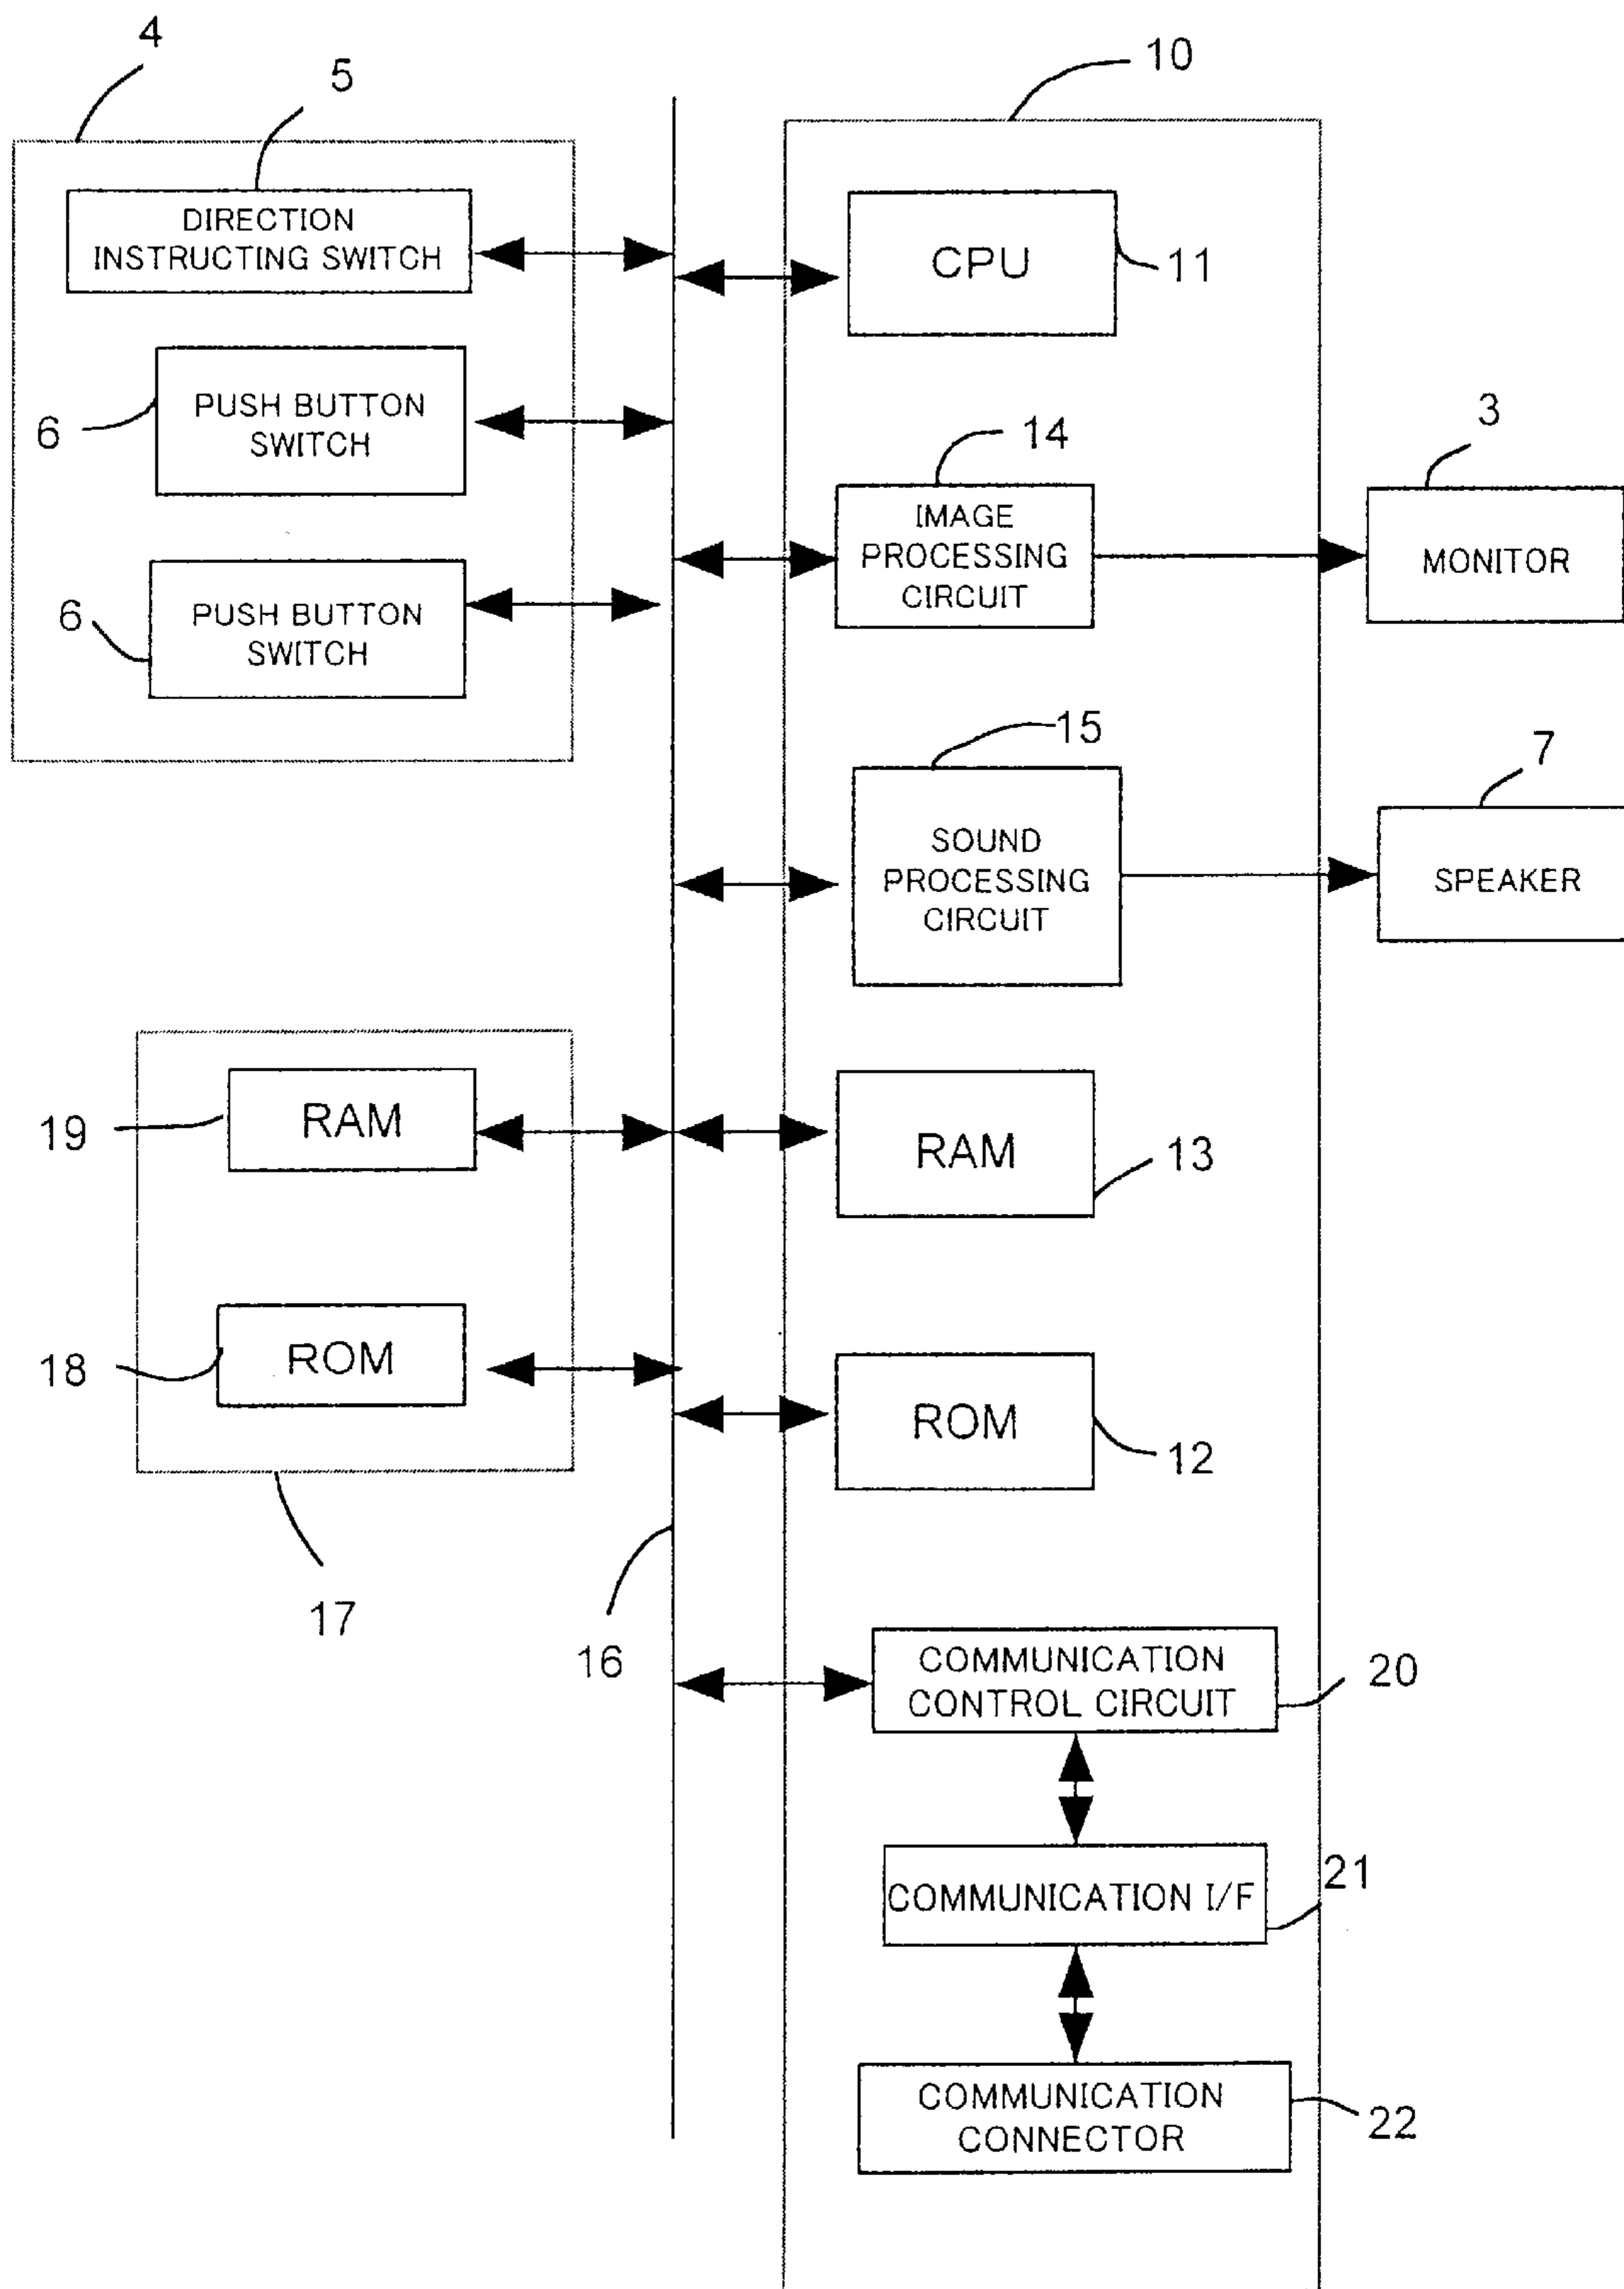 4
5
10
DIRECTION
INSTRUCTING SWITCH
CPU
11
6
PUSH BUTTON
SWITCH
14
3
IMAGE
PROCESSING
CIRCUIT
MONITOR
6
PUSH BUTTON
SWITCH
15
7
SOUND
PROCESSING
CIRCUIT
SPEAKER
19
RAM
RAM
13
18
ROM
ROM
12
17
16
COMMUNICATION
CONTROL CIRCUIT
20
COMMUNICATION I/F
21
COMMUNICATION
CONNECTOR
22